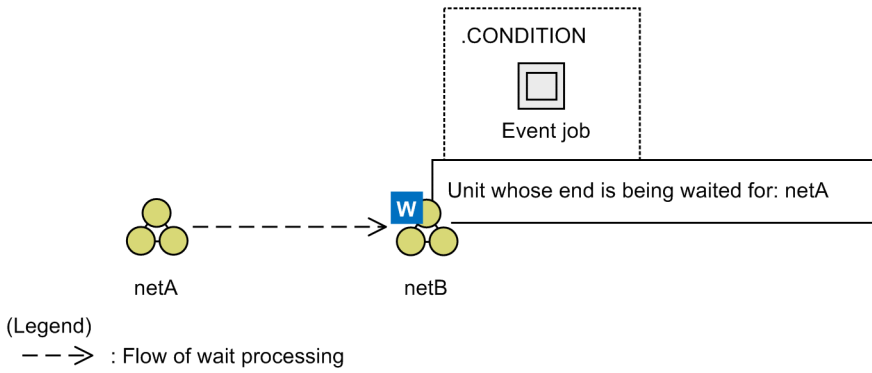 .CONDITION
Event job
Unit whose end is being waited for: netA
W
netA
netB
(Legend)
: Flow of wait processing